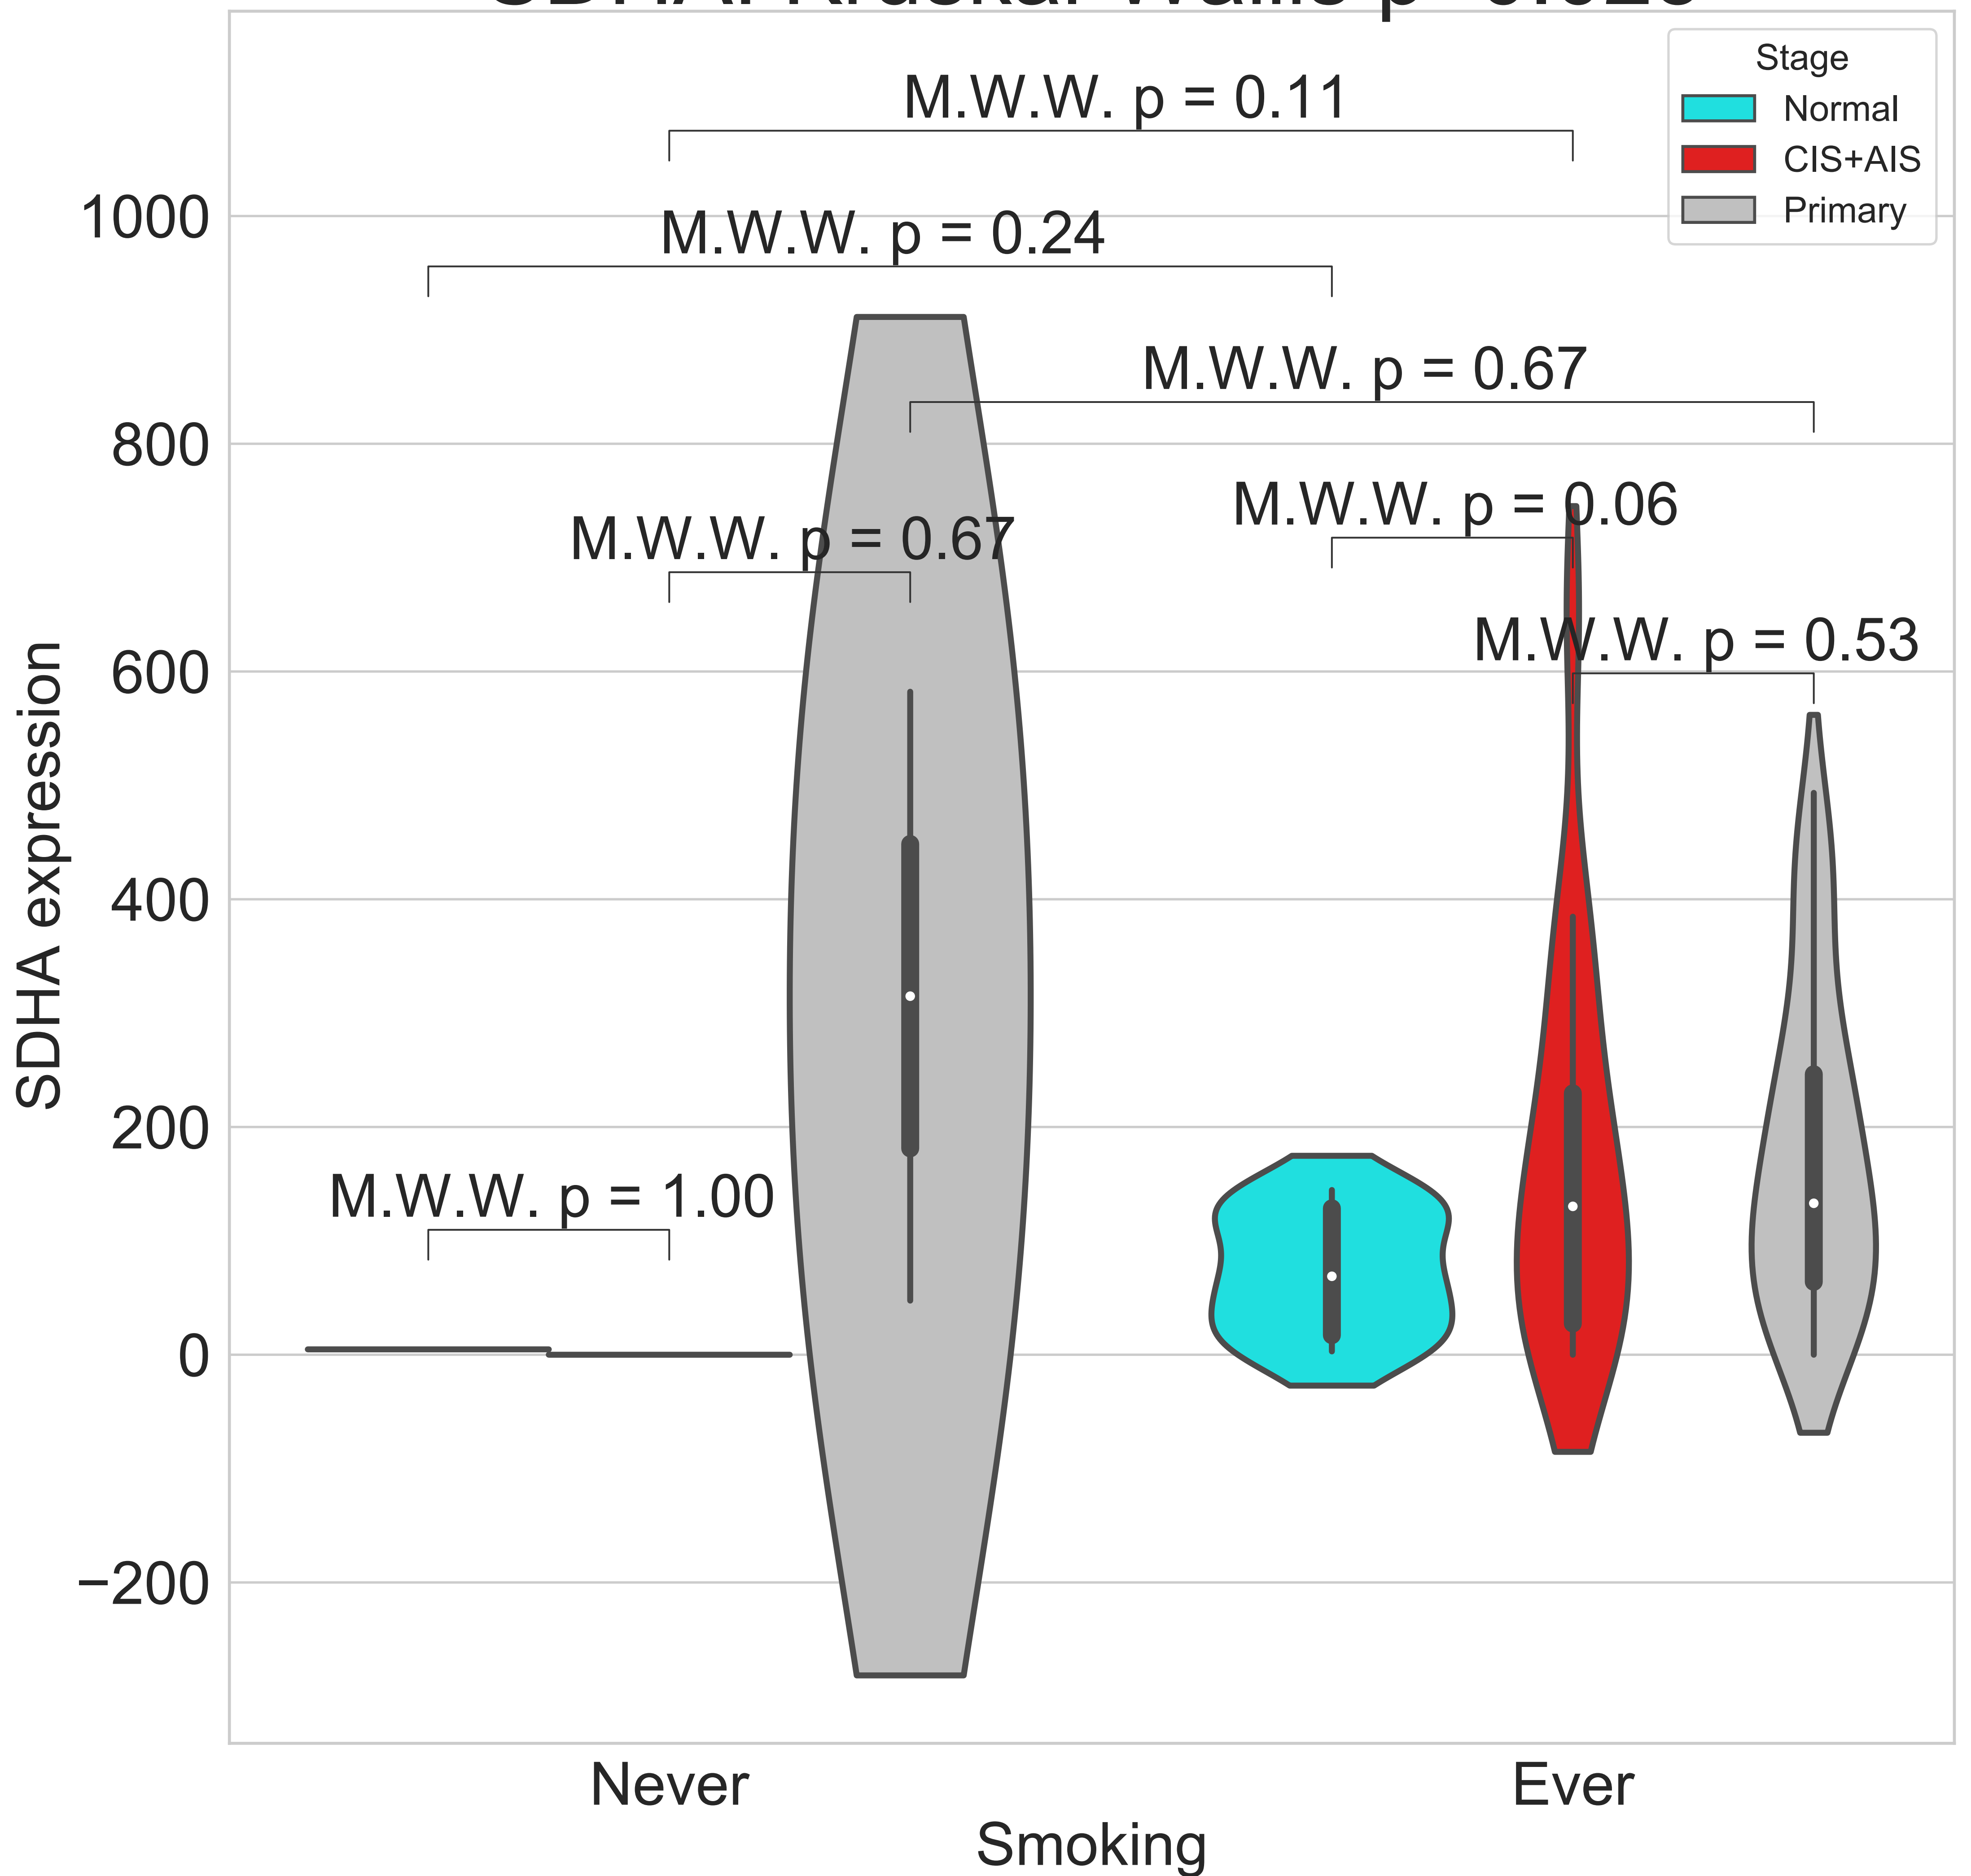 Stage
Normal
CIS+AIS
Primary
M.W.W. p = 0.11
M.W.W. p = 0.24
M.W.W. p = 0.67
M.W.W. p = 0.06
M.W.W. p = 0.67
M.W.W. p = 0.53
M.W.W. p = 1.00
1000
800
600
400
200
0
−200
SDHA expression
Never
Ever
Smoking